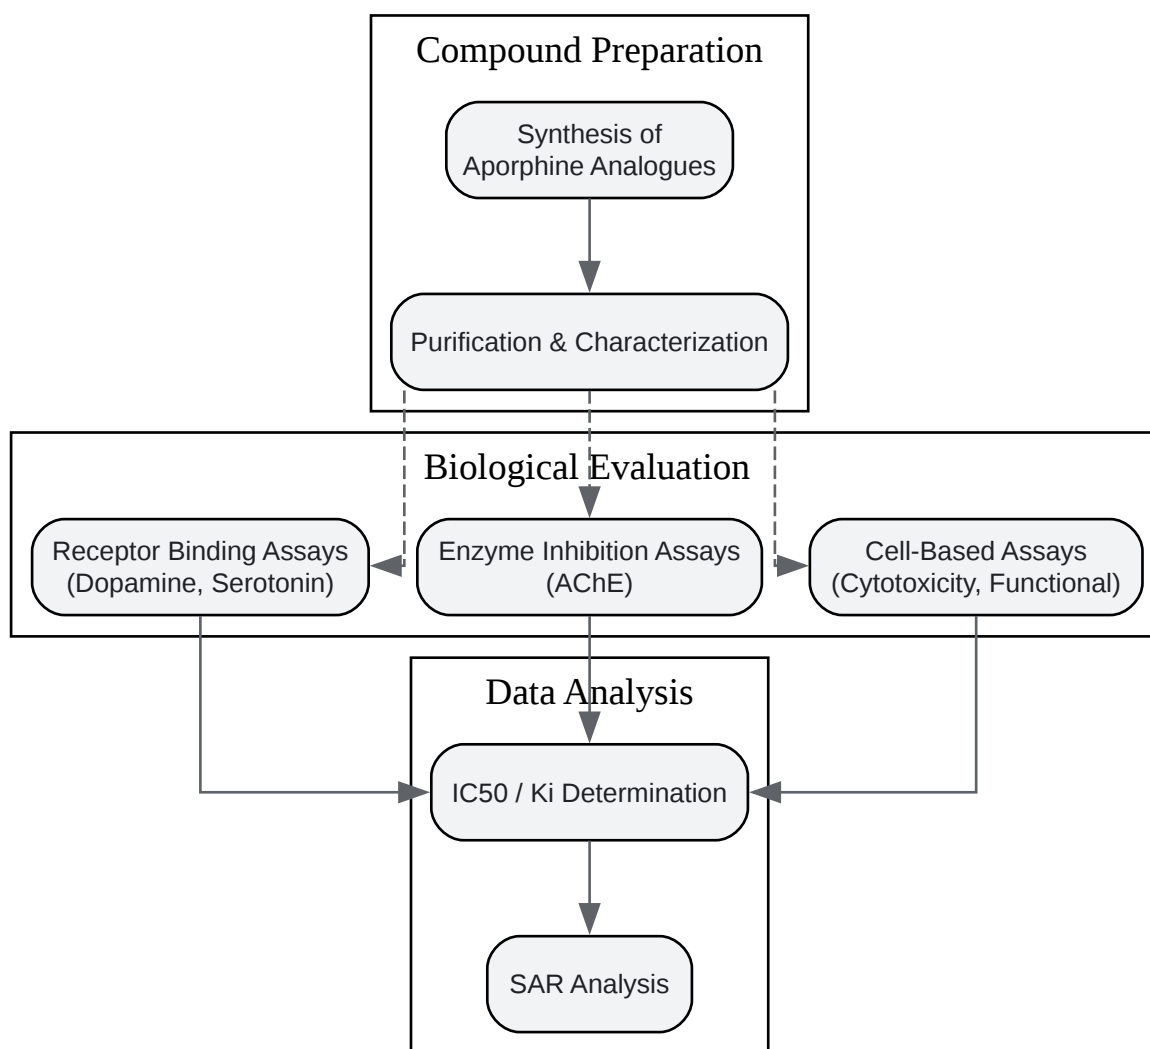 Compound Preparation
Synthesis of
Aporphine Analogues
Purification & Characterization
Biological Evaluation
Receptor Binding Assays
(Dopamine, Serotonin)
Enzyme Inhibition Assays
(AChE)
Cell-Based Assays
(Cytotoxicity, Functional)
Data Analysis
IC50 / Ki Determination
SAR Analysis